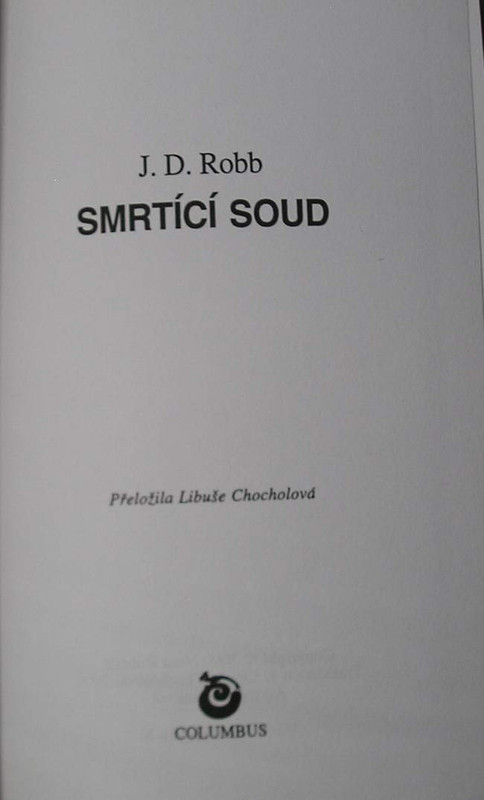 J. D. Robb
SMRTÍCÍ SOUD
Přeložila Libuše Chocholová
COLUMBUS